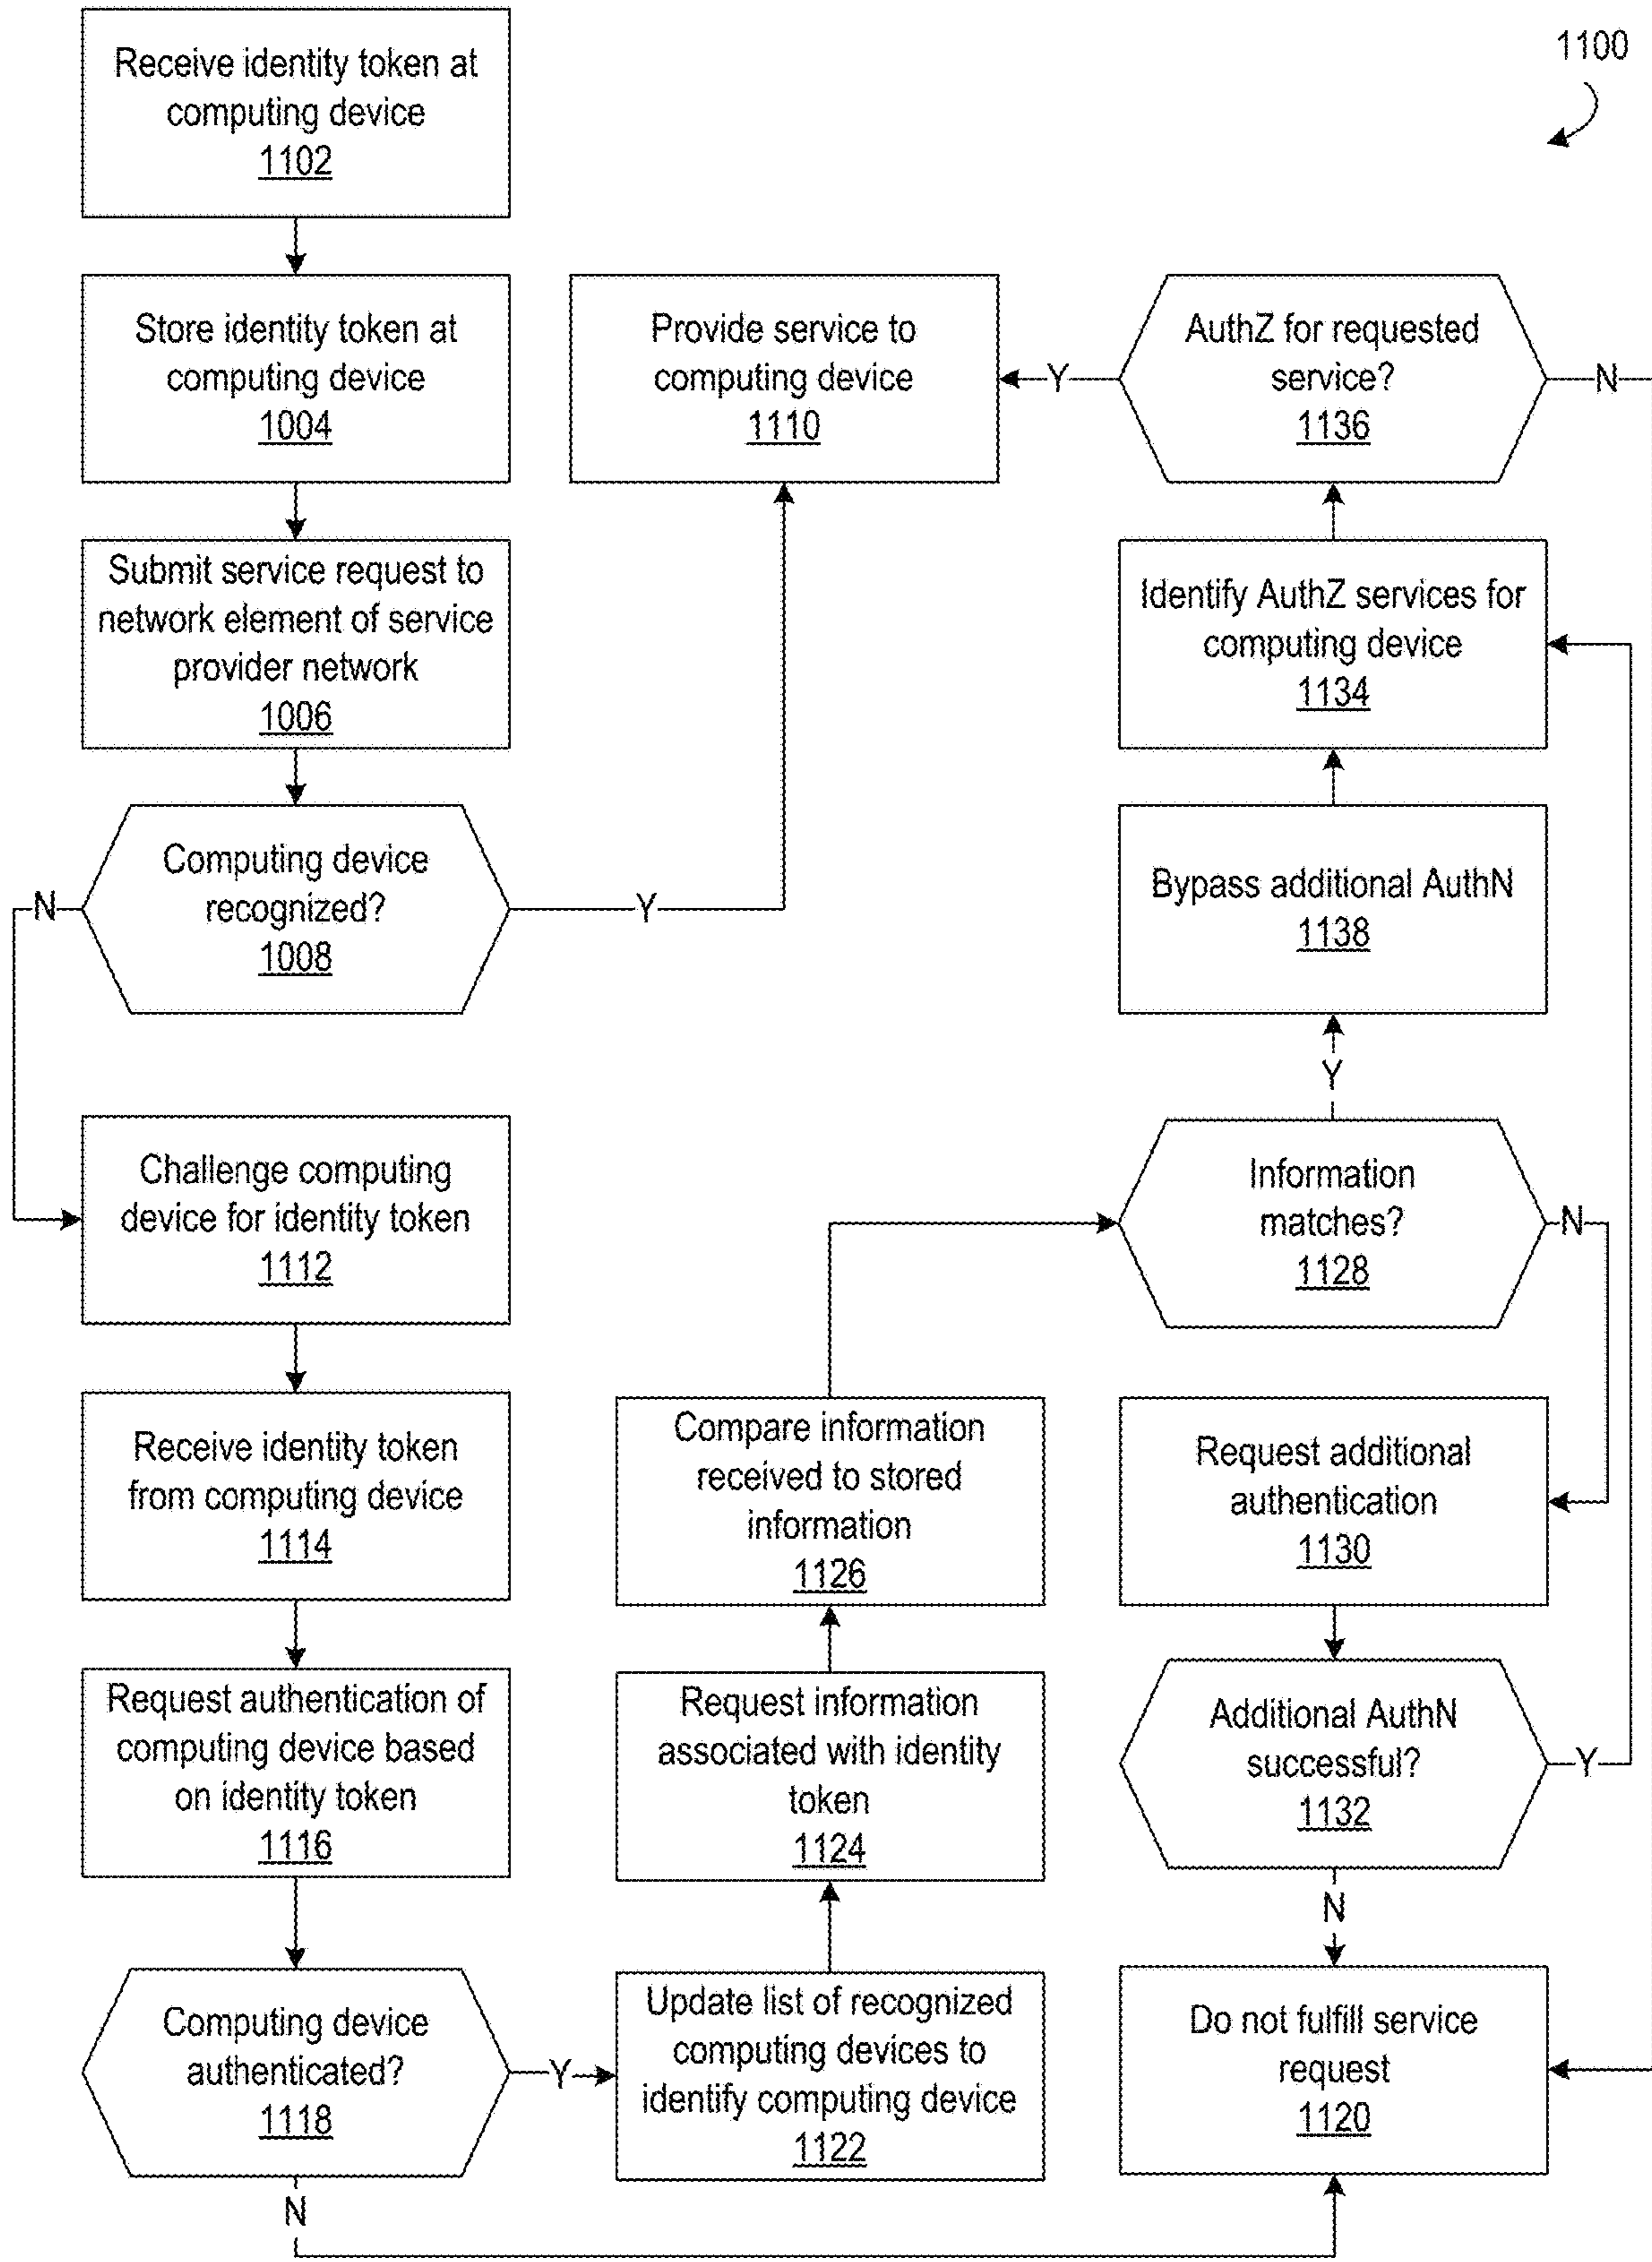 1100
Receive identity token at
computing device
1102
Store identity token at
computing device
1004
Submit service request to
network element of service
provider network
1006
Computing device
recognized?
1008
N
Y
Provide service to
computing device
1110
Challenge computing
device for identity token
1112
Receive identity token
from computing device
1114
Request authentication of
computing device based
on identity token
1116
Computing device
authenticated?
1118
Y
N
Update list of recognized
computing devices to
identify computing device
1122
Request information
associated with identity
token
1124
Compare information
received to stored
information
1126
Information
matches?
1128
Y
N
Bypass additional AuthN
1138
Identify AuthZ services for
computing device
1134
AuthZ for requested
service?
1136
Y
N
Request additional
authentication
1130
Additional AuthN
successful?
1132
Y
N
Do not fulfill service
request
1120